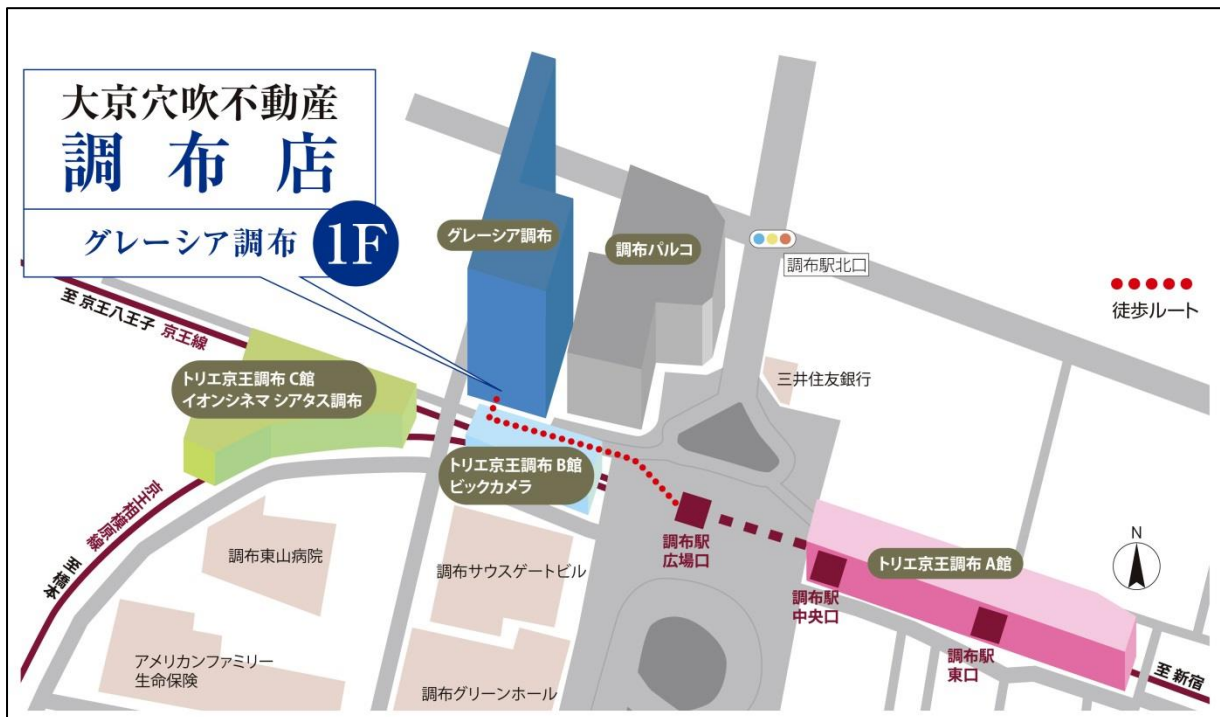 大京穴吹不動産
調布店
グレーシア調布 1F
グレーシア調布
調布パルコ
調布駅北口
徒歩ルート
至 京王八王子 京王線
トリエ京王調布 C館
イオンシネマ シアタス調布
三井住友銀行
トリエ京王調布 B館
ビックカメラ
京王相模原線
至 橋本
調布東山病院
調布サウスゲートビル
調布駅
広場口
トリエ京王調布 A館
N
調布駅
中央口
調布駅
東口
アメリカンファミリー
生命保険
調布グリーンホール
至 新宿